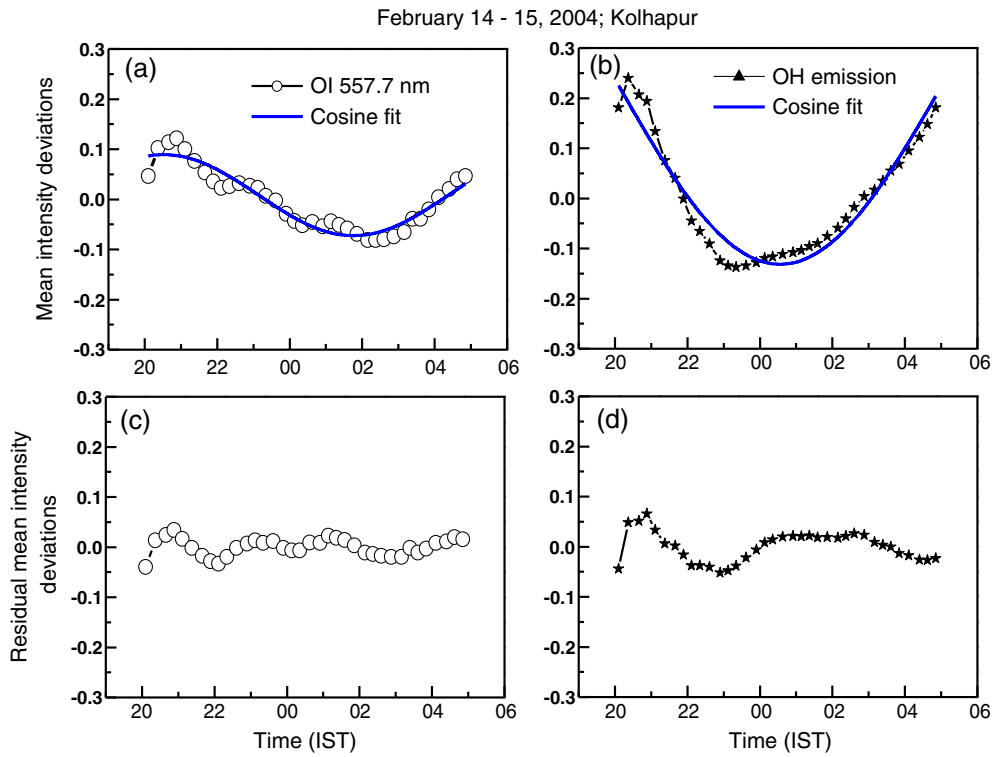 February 14 - 15, 2004; Kolhapur
(a)
OI 557.7 nm
Cosine fit
0.3
0.2
0.1
0.0
-0.1
-0.2
-0.3
20 22 00 02 04 06
Mean intensity deviations
(b)
OH emission
Cosine fit
0.3
0.2
0.1
0.0
-0.1
-0.2
-0.3
20 22 00 02 04 06
(c)
0.3
0.2
0.1
0.0
-0.1
-0.2
-0.3
20 22 00 02 04 06
Residual mean intensity
deviations
Time (IST)
(d)
0.3
0.2
0.1
0.0
-0.1
-0.2
-0.3
20 22 00 02 04 06
Time (IST)